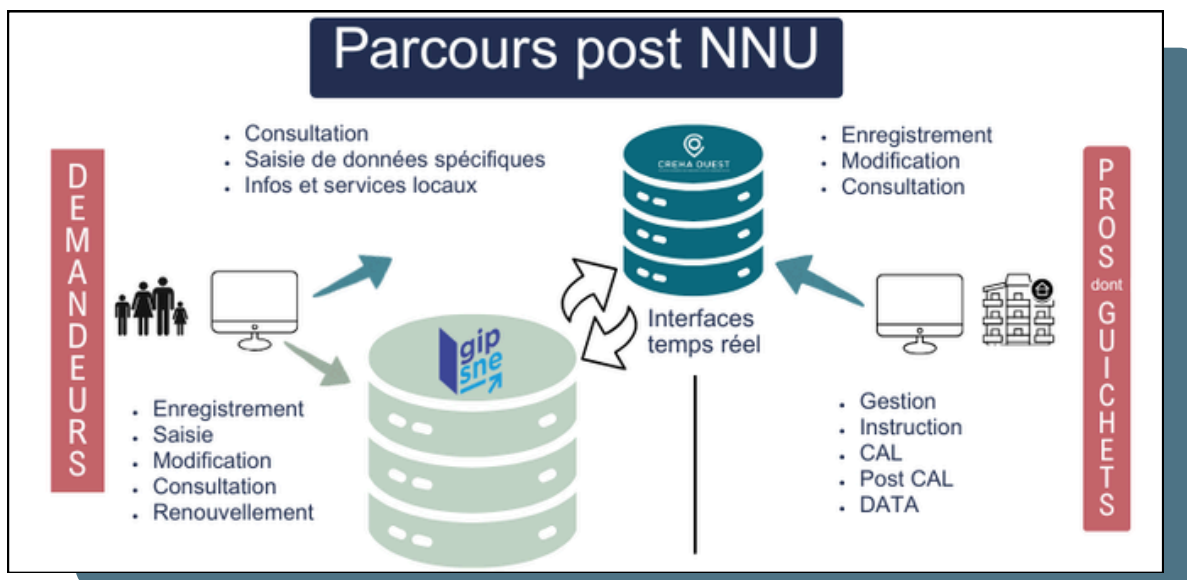 Parcours post NNU
DEMANDEURS
• Consultation
• Saisie de données spécifiques
• Infos et services locaux
• Enregistrement
• Saisie
• Modification
• Consultation
• Renouvellement
gip
sne
CREHA OUEST
Interfaces
temps réel
• Enregistrement
• Modification
• Consultation
• Gestion
• Instruction
• CAL
• Post CAL
• DATA
PROS
dont
GUICHETS